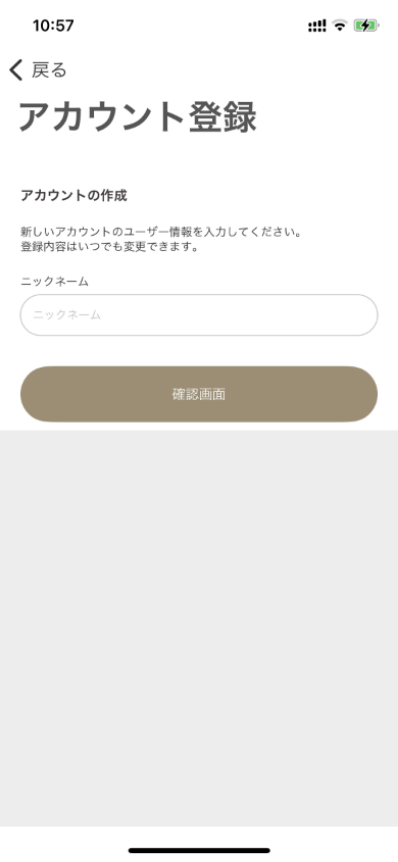 10:57
戻る
アカウント登録
アカウントの作成
新しいアカウントのユーザー情報を入力してください。
登録内容はいつでも変更できます。
ニックネーム
ニックネーム
確認画面